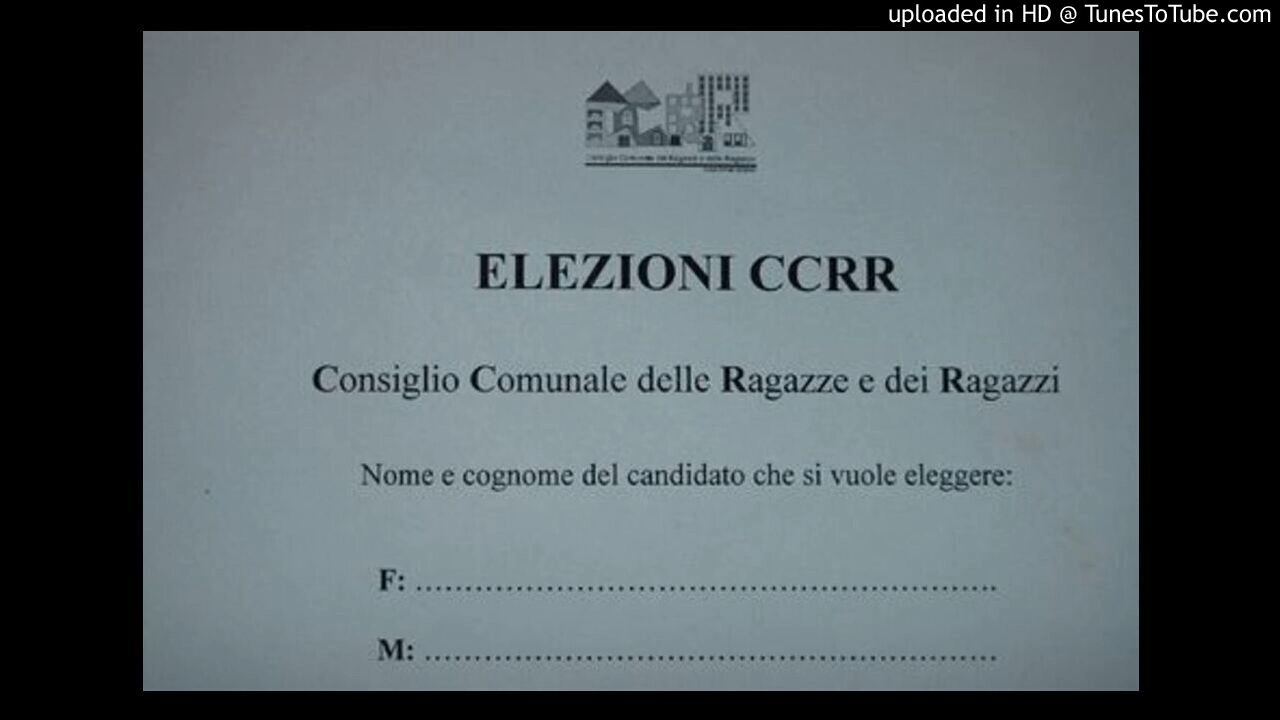 uploaded in HD @ TunesToTube.com
ELEZIONI CCRR
Consiglio Comunale delle Ragazze e dei Ragazzi
Nome e cognome del candidato che si vuole eleggere:
F: ..........................................................
M: .........................................................